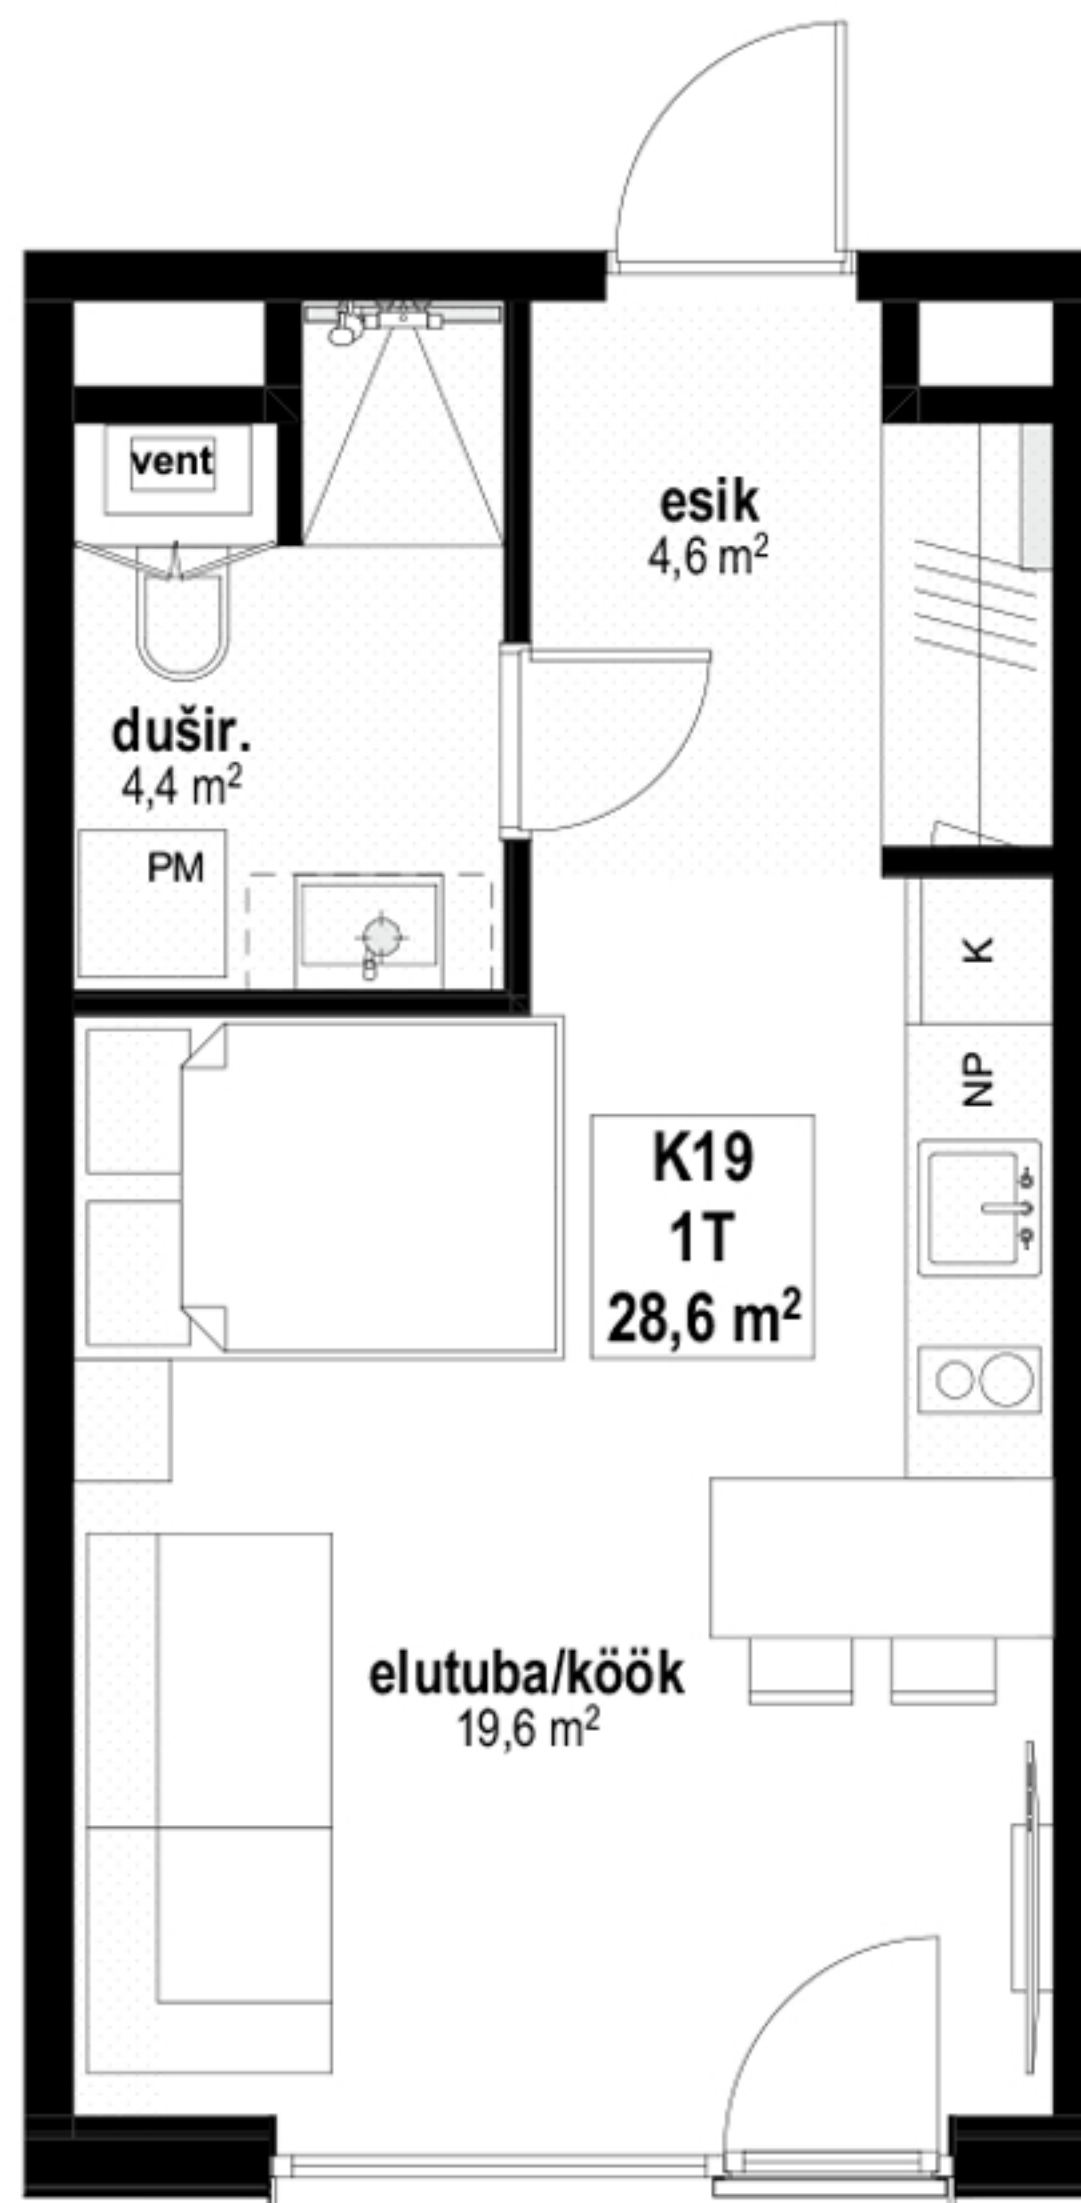 vent
esik
4,6 m²
dušir.
4,4 m²
PM
K
NP
K19
1T
28,6 m²
elutuba/köök
19,6 m²